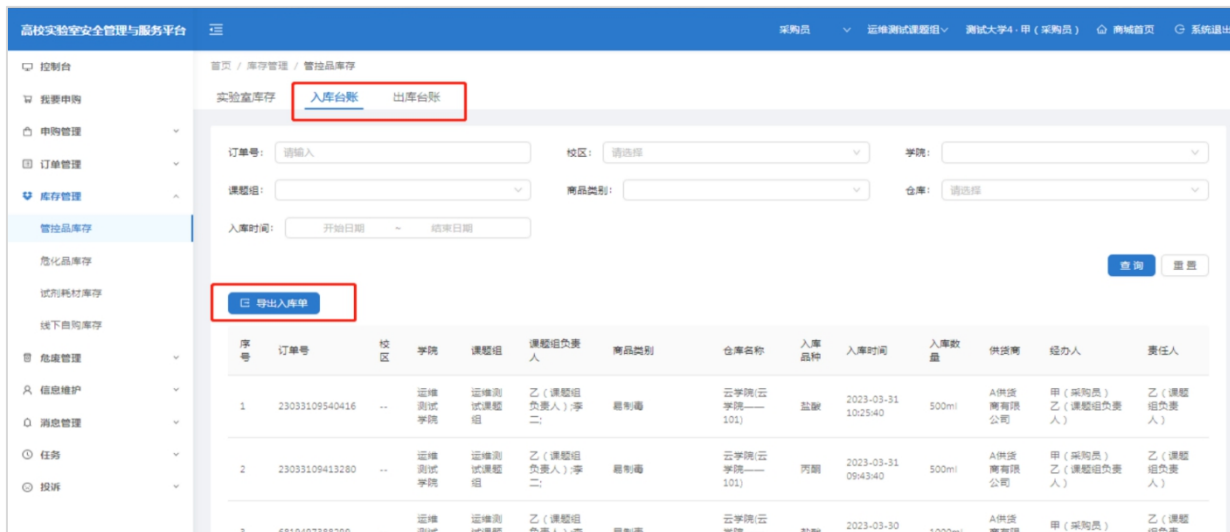 高校实验室安全管理与服务平台 采购员 运维测试课题组 测试大学4 - 甲（采购员） 商城首页 系统退出
控制台
我要申购
申购管理
订单管理
库存管理
管控品库存
危化品库存
试剂耗材库存
线下自购库存
危废管理
信息维护
消息管理
任务
投诉
首页 / 库存管理 / 管控品库存
实验室库存 入库台账 出库台账
订单号： 请输入 校区： 请选择 学院：
课题组： 商品类别： 仓库： 请选择
入库时间： 开始日期 ~ 结束日期
查询 重置
导出入库单
序号 订单号 校区 学院 课题组 课题组负责人 商品类别 仓库名称 入库品种 入库时间 入库数量 供货商 经办人 责任人
1 23033109540416 -- 运维测试学院 运维测试课题组 乙（课题组负责人）;李二; 易制毒 云学院(云学院——101) 盐酸 2023-03-31 10:25:40 500ml A供货商有限公司 甲（采购员） 乙（课题组负责人） 乙（课题组负责人）
2 23033109413280 -- 运维测试学院 运维测试课题组 乙（课题组负责人）;李二; 易制毒 云学院(云学院——101) 丙酮 2023-03-31 09:43:40 500ml A供货商有限公司 甲（采购员） 乙（课题组负责人） 乙（课题组负责人）
运维 运维测 乙（课题组 云学院(云 2023-03-30 A供货 甲（采购员） 乙（课题